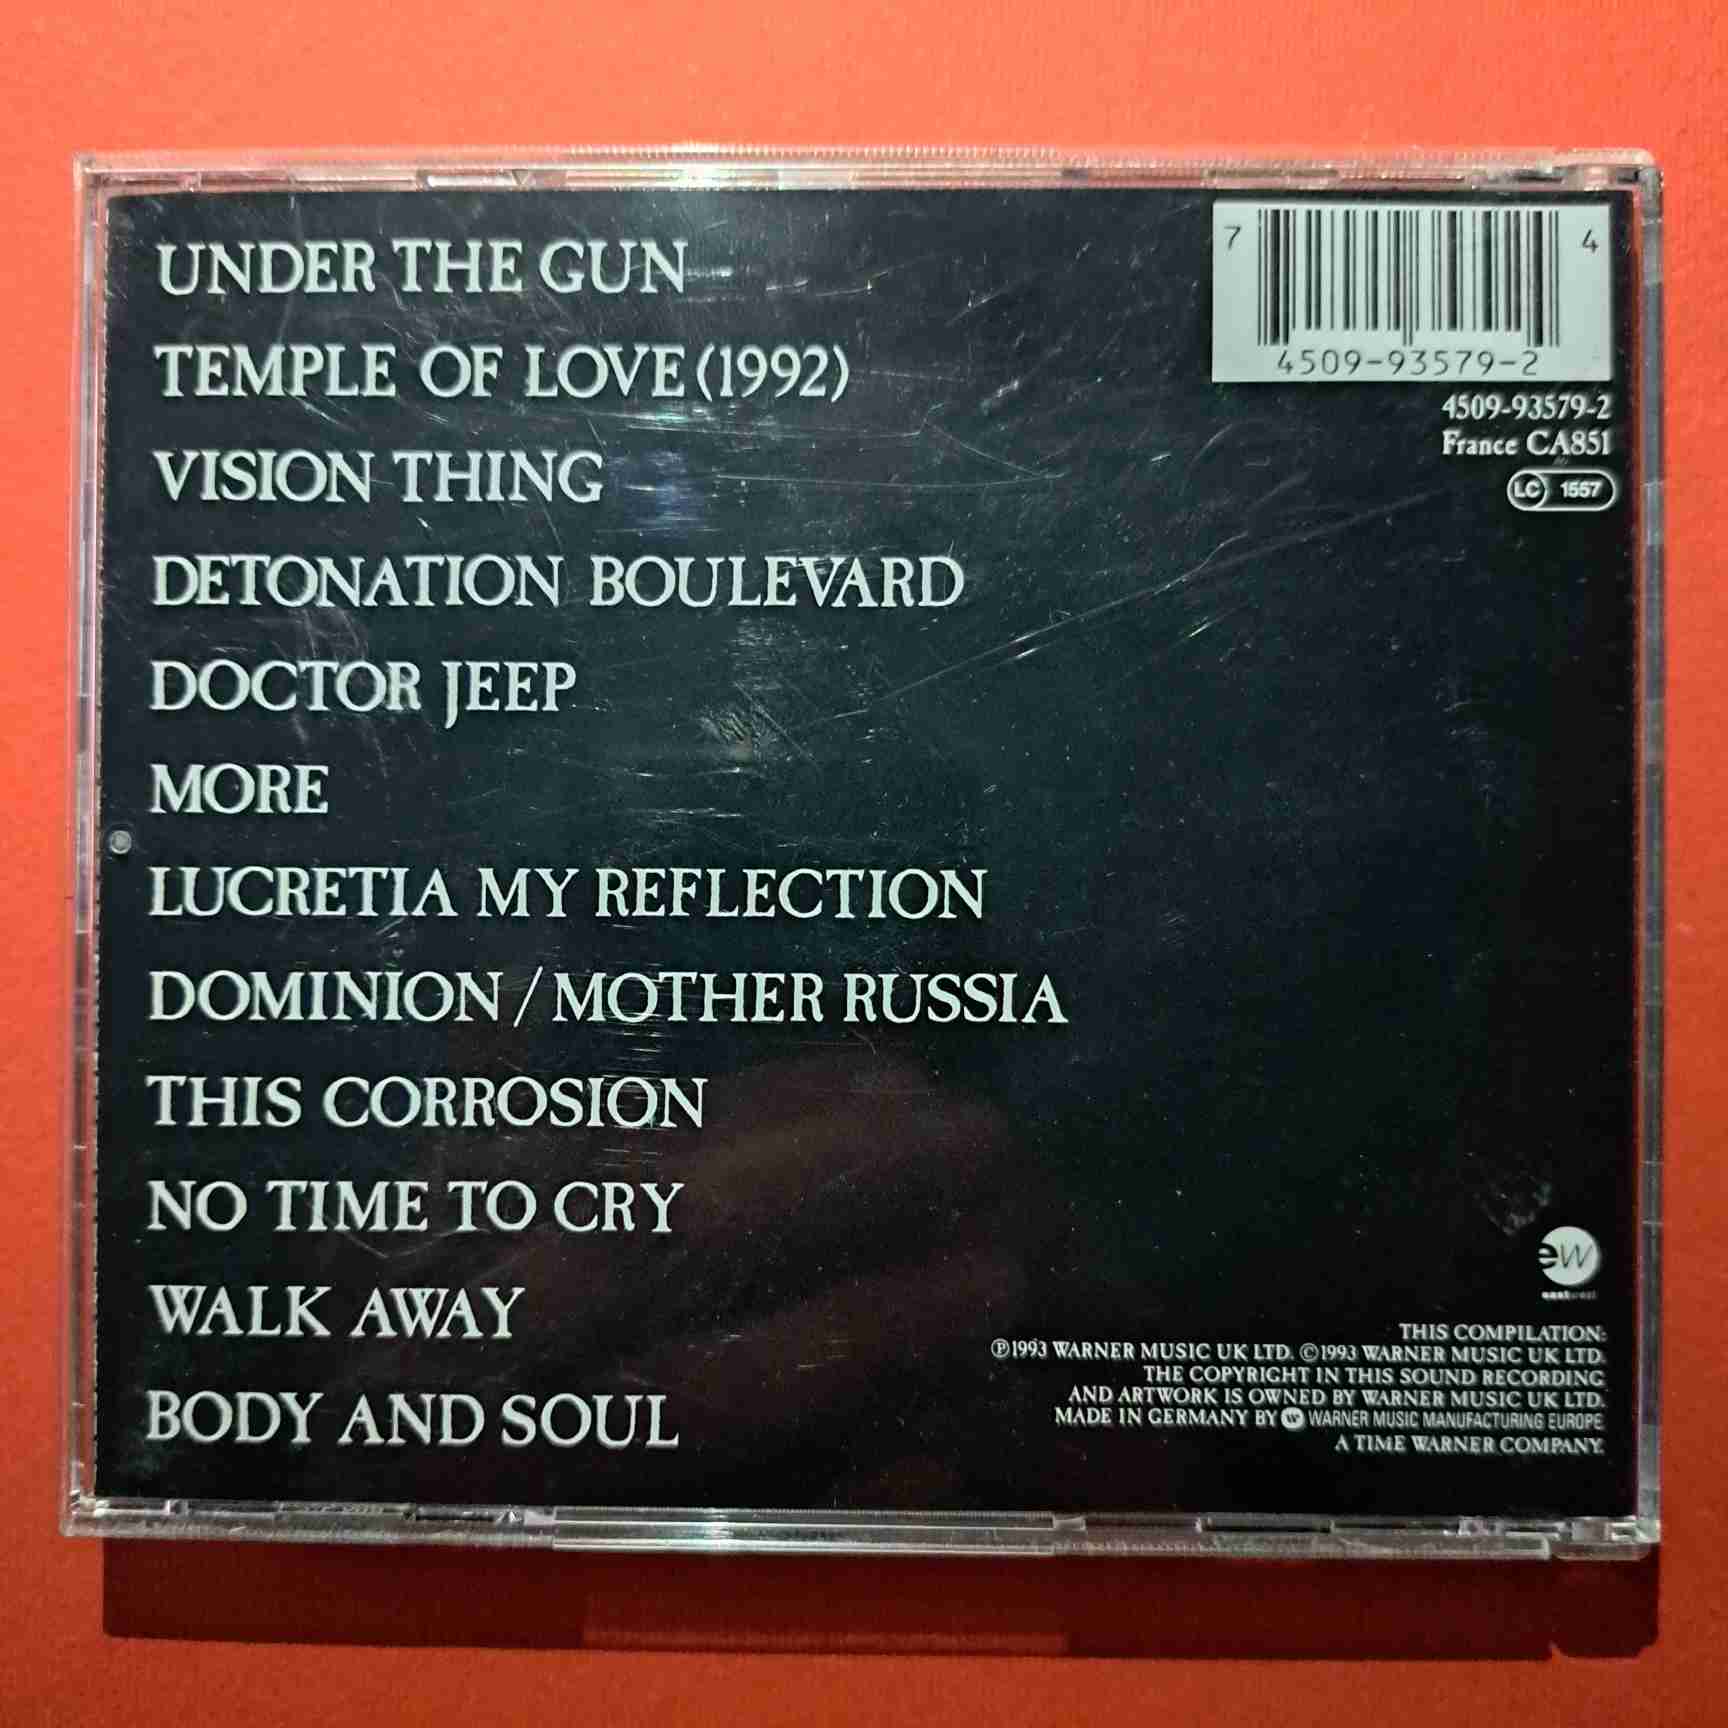 UNDER THE GUN
TEMPLE OF LOVE (1992)
VISION THING
DETONATION BOULEVARD
DOCTOR JEEP
MORE
LUCRETIA MY REFLECTION
DOMINION / MOTHER RUSSIA
THIS CORROSION
NO TIME TO CRY
WALK AWAY
BODY AND SOUL
7 4
4509-93579-2
4509-93579-2
France CA851
LC 1557
ew
eastwest
THIS COMPILATION:
℗1993 WARNER MUSIC UK LTD. ©1993 WARNER MUSIC UK LTD.
THE COPYRIGHT IN THIS SOUND RECORDING
AND ARTWORK IS OWNED BY WARNER MUSIC UK LTD.
MADE IN GERMANY BY W WARNER MUSIC MANUFACTURING EUROPE
A TIME WARNER COMPANY.